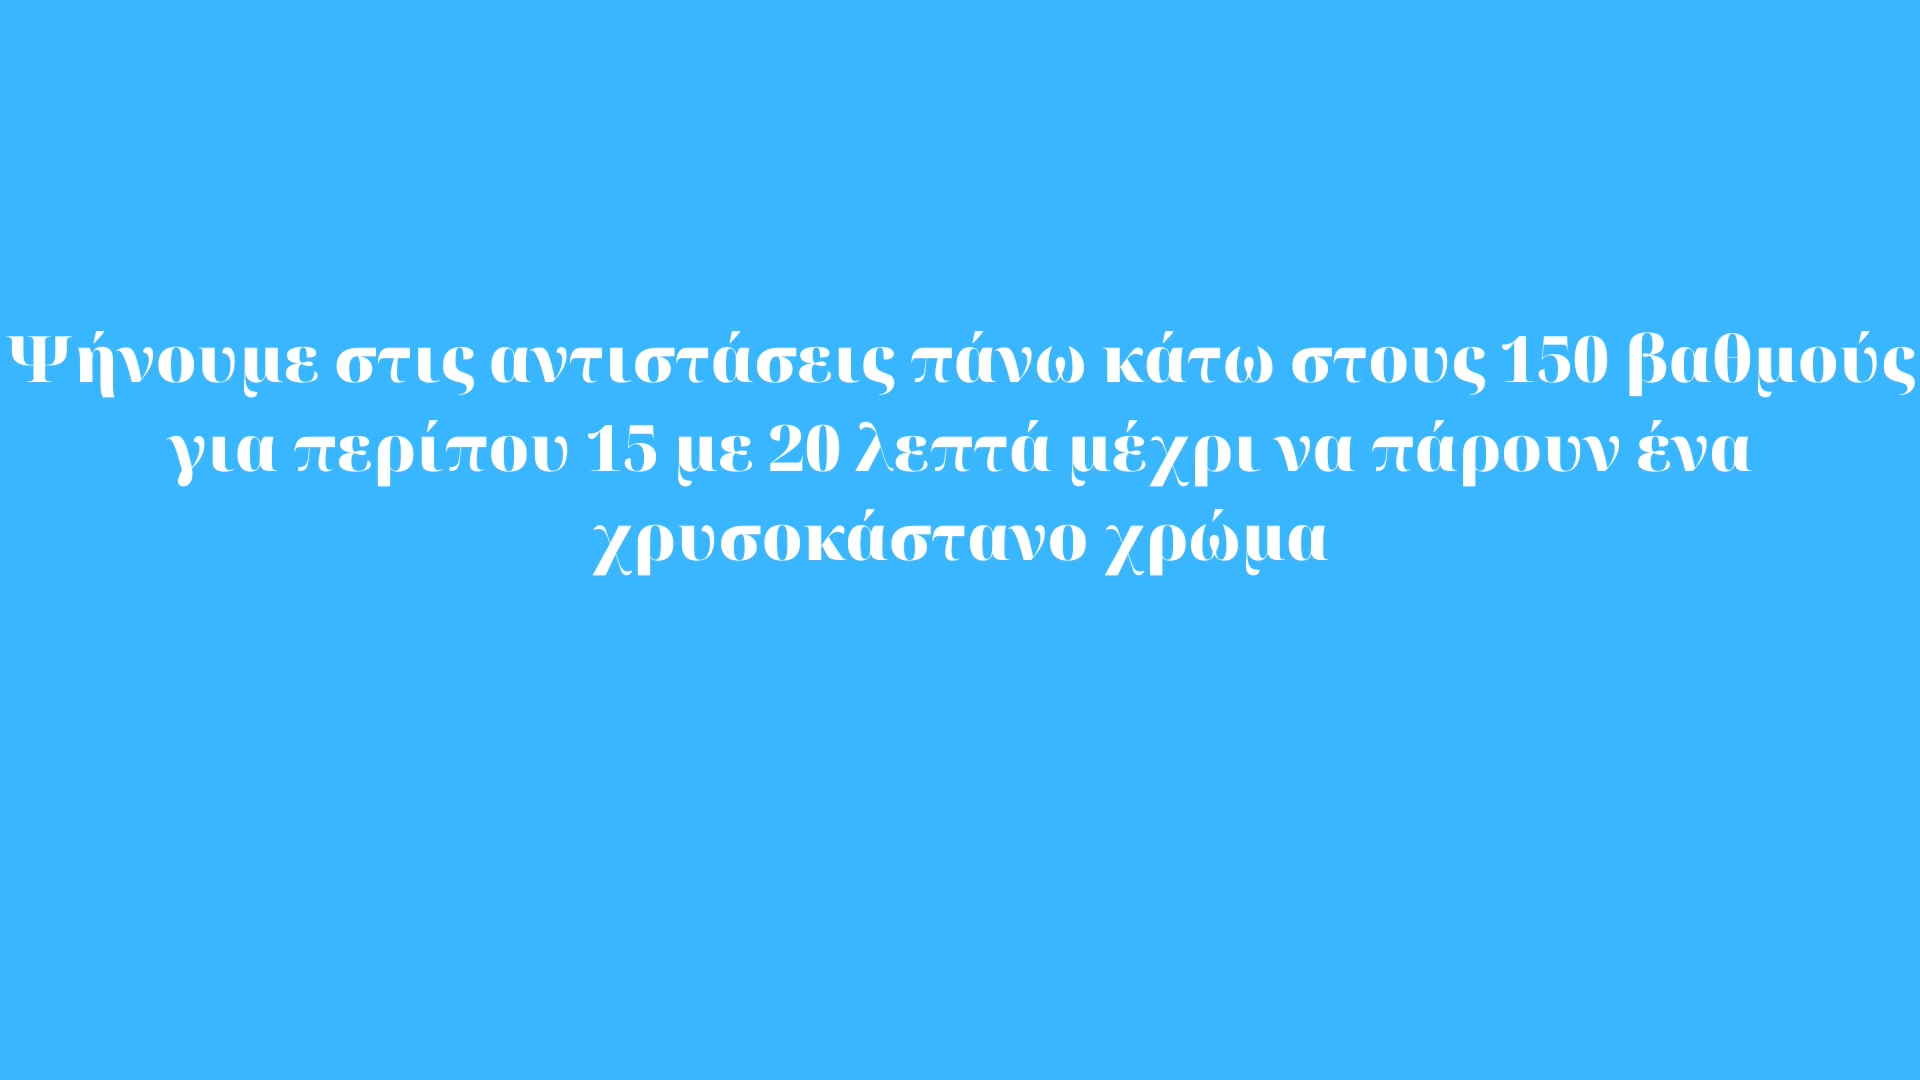 Ψήνουμε στις αντιστάσεις πάνω κάτω στους 150 βαθμούς
για περίπου 15 με 20 λεπτά μέχρι να πάρουν ένα
χρυσοκάστανο χρώμα